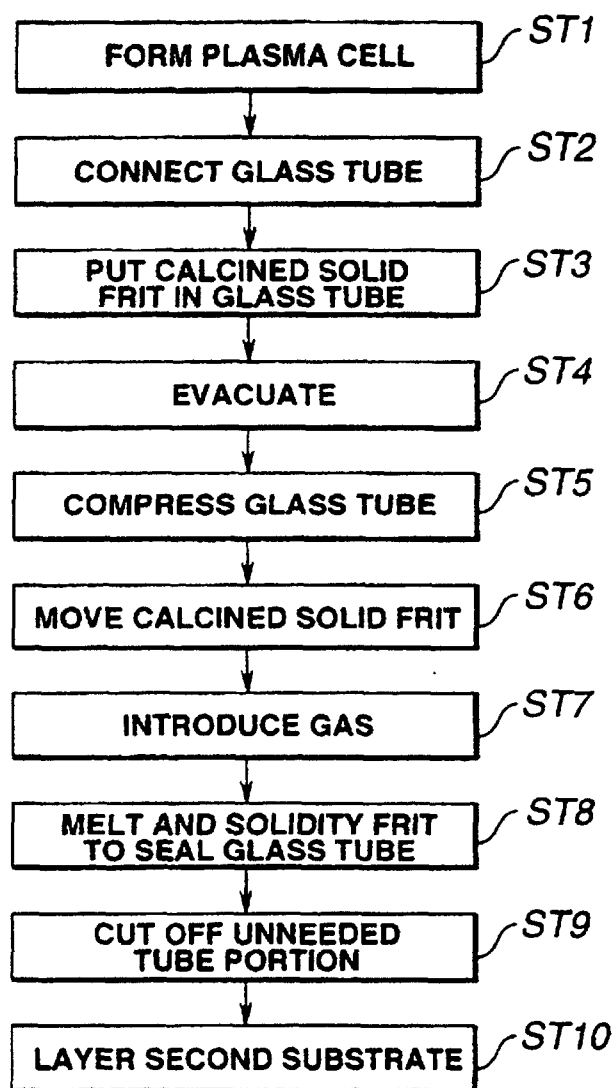 FORM PLASMA CELL
ST1
CONNECT GLASS TUBE
ST2
PUT CALCINED SOLID
FRIT IN GLASS TUBE
ST3
EVACUATE
ST4
COMPRESS GLASS TUBE
ST5
MOVE CALCINED SOLID FRIT
ST6
INTRODUCE GAS
ST7
MELT AND SOLIDITY FRIT
TO SEAL GLASS TUBE
ST8
CUT OFF UNNEEDED
TUBE PORTION
ST9
LAYER SECOND SUBSTRATE
ST10